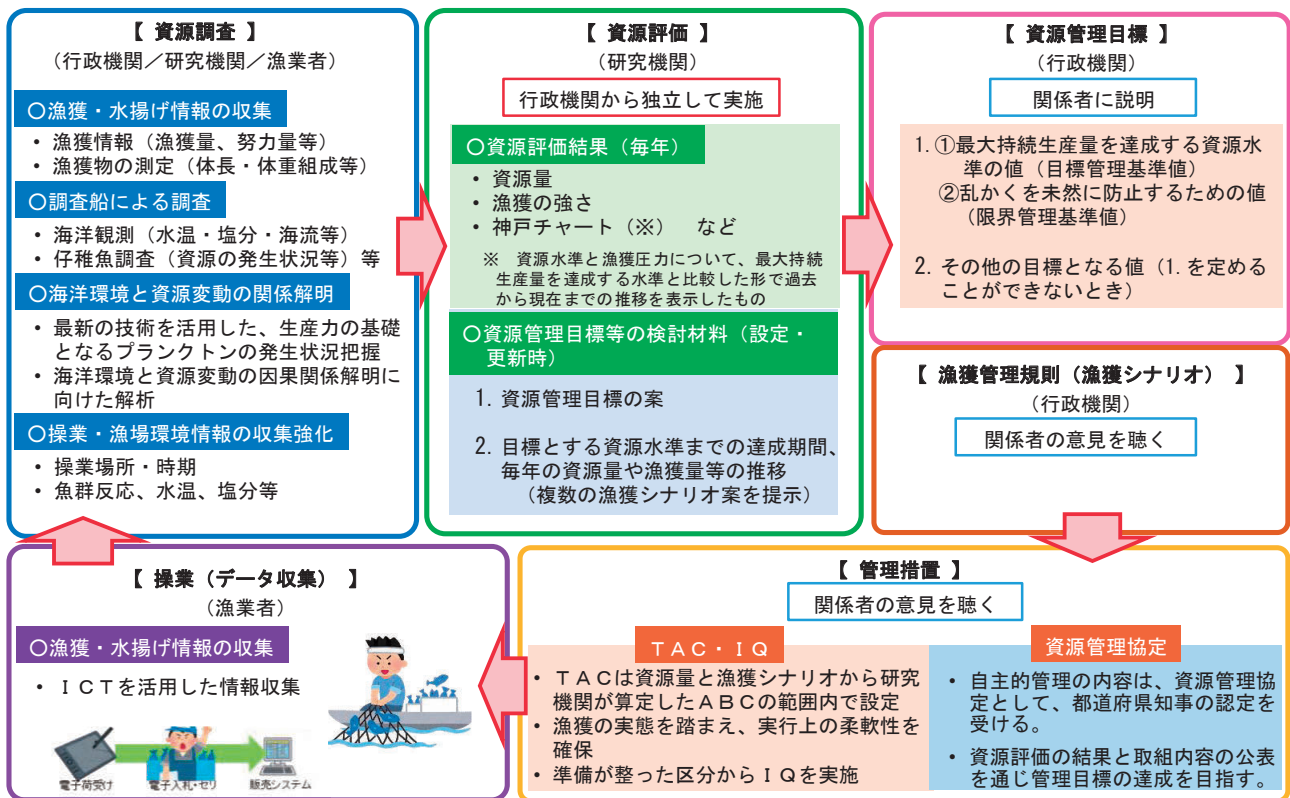 【 資源調査 】
（行政機関／研究機関／漁業者）
〇漁獲・水揚げ情報の収集
・ 漁獲情報（漁獲量、努力量等）
・ 漁獲物の測定（体長・体重組成等）
〇調査船による調査
・ 海洋観測（水温・塩分・海流等）
・ 仔稚魚調査（資源の発生状況等）等
〇海洋環境と資源変動の関係解明
・ 最新の技術を活用した、生産力の基礎
となるプランクトンの発生状況把握
・ 海洋環境と資源変動の因果関係解明に
向けた解析
〇操業・漁場環境情報の収集強化
・ 操業場所・時期
・ 魚群反応、水温、塩分等
【 資源評価 】
（研究機関）
行政機関から独立して実施
〇資源評価結果（毎年）
・ 資源量
・ 漁獲の強さ
・ 神戸チャート（※） など
※ 資源水準と漁獲圧力について、最大持続
生産量を達成する水準と比較した形で過去
から現在までの推移を表示したもの
〇資源管理目標等の検討材料（設定・
更新時）
1. 資源管理目標の案
2. 目標とする資源水準までの達成期間、
毎年の資源量や漁獲量等の推移
（複数の漁獲シナリオ案を提示）
【 資源管理目標 】
（行政機関）
関係者に説明
1. ①最大持続生産量を達成する資源水
準の値（目標管理基準値）
②乱かくを未然に防止するための値
（限界管理基準値）
2. その他の目標となる値（1. を定める
ことができないとき）
【 漁獲管理規則（漁獲シナリオ） 】
（行政機関）
関係者の意見を聴く
【 管理措置 】
関係者の意見を聴く
ＴＡＣ・ＩＱ
・ ＴＡＣは資源量と漁獲シナリオから研究
機関が算定したＡＢＣの範囲内で設定
・ 漁獲の実態を踏まえ、実行上の柔軟性を
確保
・ 準備が整った区分からＩＱを実施
資源管理協定
・ 自主的管理の内容は、資源管理協
定として、都道府県知事の認定を
受ける。
・ 資源評価の結果と取組内容の公表
を通じ管理目標の達成を目指す。
【 操業（データ収集） 】
（漁業者）
〇漁獲・水揚げ情報の収集
・ ＩＣＴを活用した情報収集
電子荷受け
電子入札・セリ
販売システム